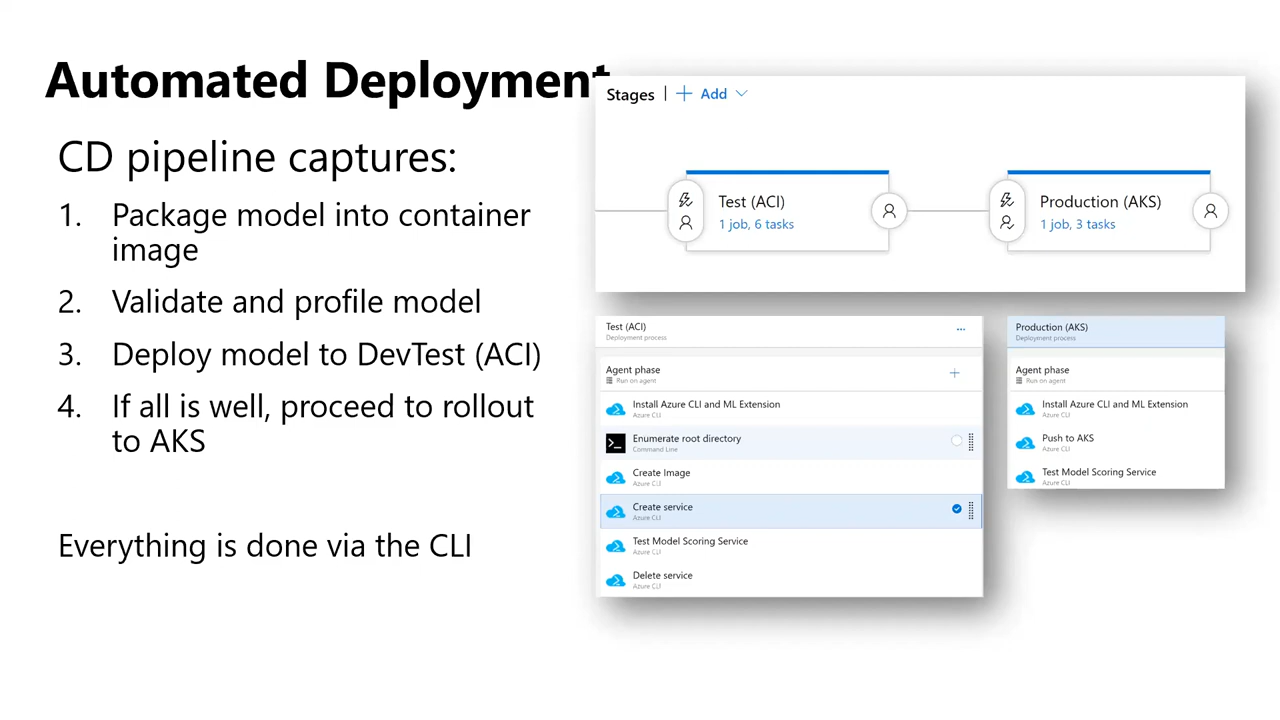 Automated Deployment
CD pipeline captures:
1. Package model into container
image
2. Validate and profile model
3. Deploy model to DevTest (ACI)
4. If all is well, proceed to rollout
to AKS
Everything is done via the CLI
Stages | + Add
Test (ACI)
1 job, 6 tasks
Production (AKS)
1 job, 3 tasks
Test (ACI)
Deployment process
Agent phase
Run on agent
Install Azure CLI and ML Extension
Azure CLI
Enumerate root directory
Command Line
Create Image
Azure CLI
Create service
Azure CLI
Test Model Scoring Service
Azure CLI
Delete service
Azure CLI
Production (AKS)
Deployment process
Agent phase
Run on agent
Install Azure CLI and ML Extension
Azure CLI
Push to AKS
Azure CLI
Test Model Scoring Service
Azure CLI